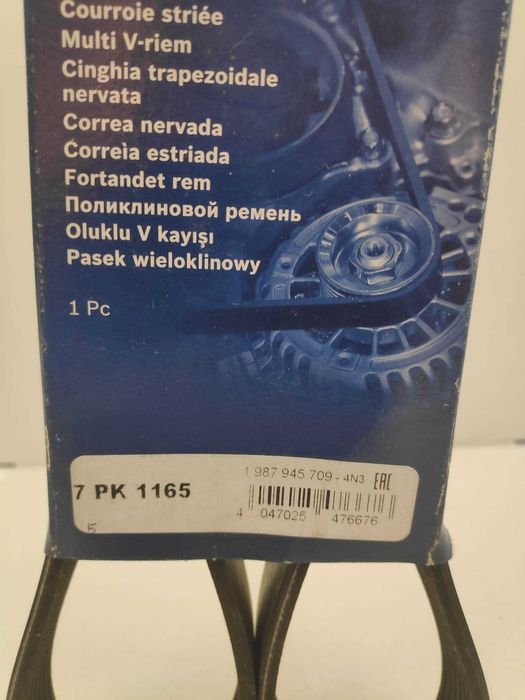 Courroie striée
Multi V-riem
Cinghia trapezoidale
nervata
Correa nervada
Correia estriada
Fortandet rem
Поликлиновой ремень
Oluklu V kayışı
Pasek wieloklinowy
1 Pc
1 987 945 709 - 4N3 EAC
7 PK 1165
4 047025 476676